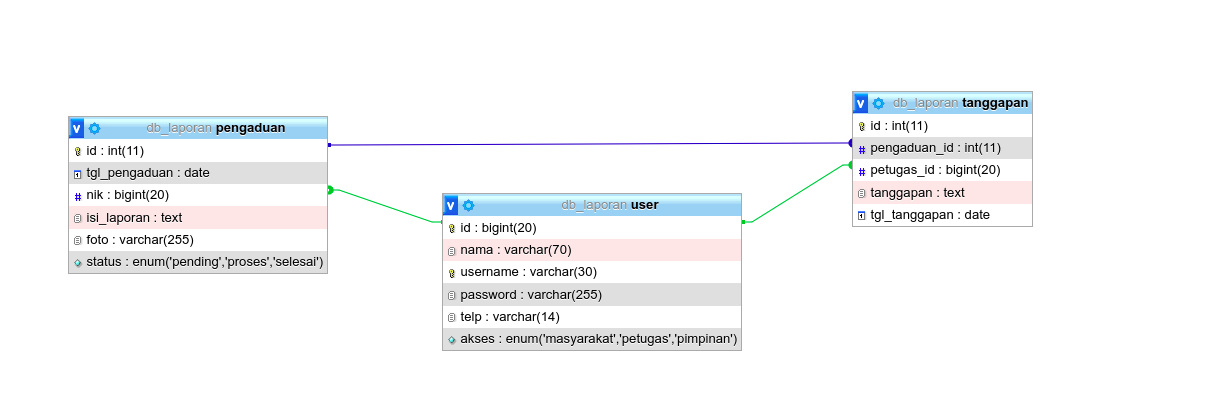 db_laporan pengaduan
id : int(11)
tgl_pengaduan : date
nik : bigint(20)
isi_laporan : text
foto : varchar(255)
status : enum('pending','proses','selesai')
db_laporan user
id : bigint(20)
nama : varchar(70)
username : varchar(30)
password : varchar(255)
telp : varchar(14)
akses : enum('masyarakat','petugas','pimpinan')
db_laporan tanggapan
id : int(11)
pengaduan_id : int(11)
petugas_id : bigint(20)
tanggapan : text
tgl_tanggapan : date